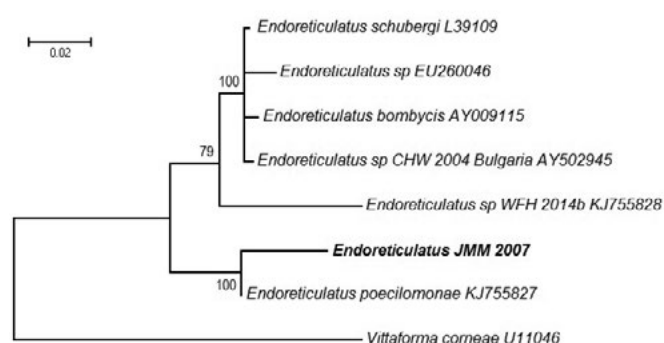 Endoreticulatus schubergi L39109
0.02
Endoreticulatus sp EU260046
100
Endoreticulatus bombycis AY009115
79
Endoreticulatus sp CHW 2004 Bulgaria AY502945
Endoreticulatus sp WFH 2014b KJ755828
Endoreticulatus JMM 2007
100
Endoreticulatus poecilomonae KJ755827
Vittaforma corneae U11046